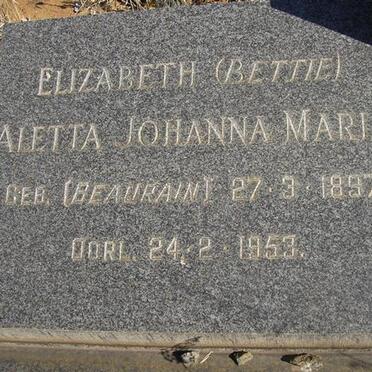 ELIZABETH (BETTIE)
ALETTA JOHANNA MARI
GEB. (BEAURAIN) 27·3·1897
OORL. 24·2·1953.